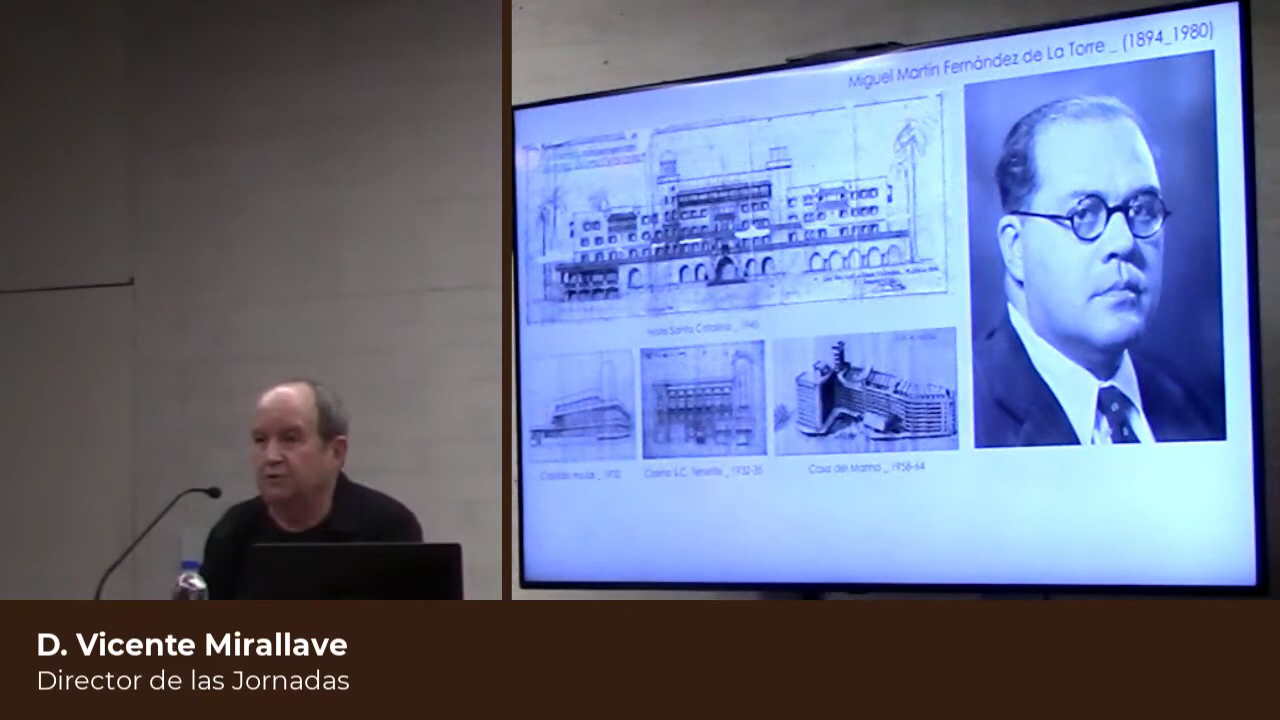 Miguel Martín Fernández de La Torre _ (1894_1980)
Hotel Santa Catalina _ 1945
Cabildo Insular _ 1932
Casino S.C. Tenerife _ 1932-35
Casa del Marino _ 1958-64
D. Vicente Mirallave
Director de las Jornadas